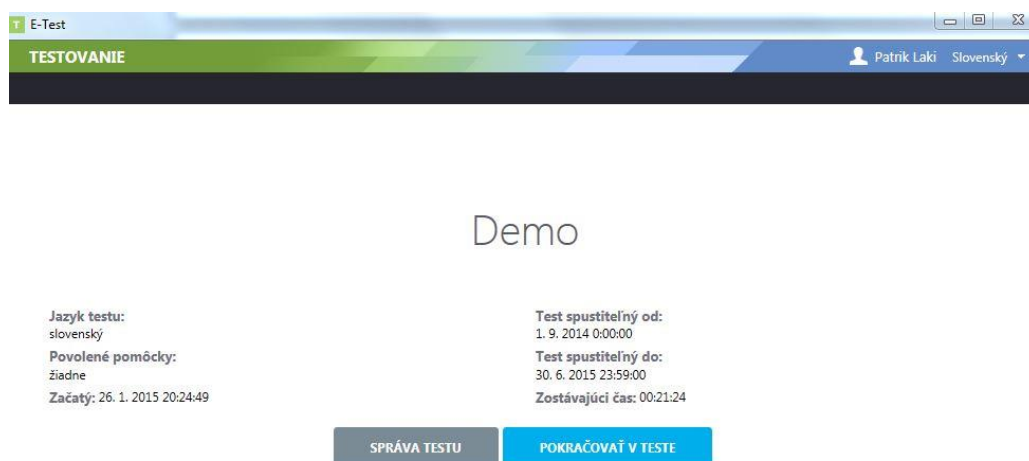 T E-Test
TESTOVANIE
Patrik Laki Slovenský
Demo
Jazyk testu:
slovenský
Povolené pomôcky:
žiadne
Začatý: 26. 1. 2015 20:24:49
Test spustiteľný od:
1. 9. 2014 0:00:00
Test spustiteľný do:
30. 6. 2015 23:59:00
Zostávajúci čas: 00:21:24
SPRÁVA TESTU
POKRAČOVAŤ V TESTE